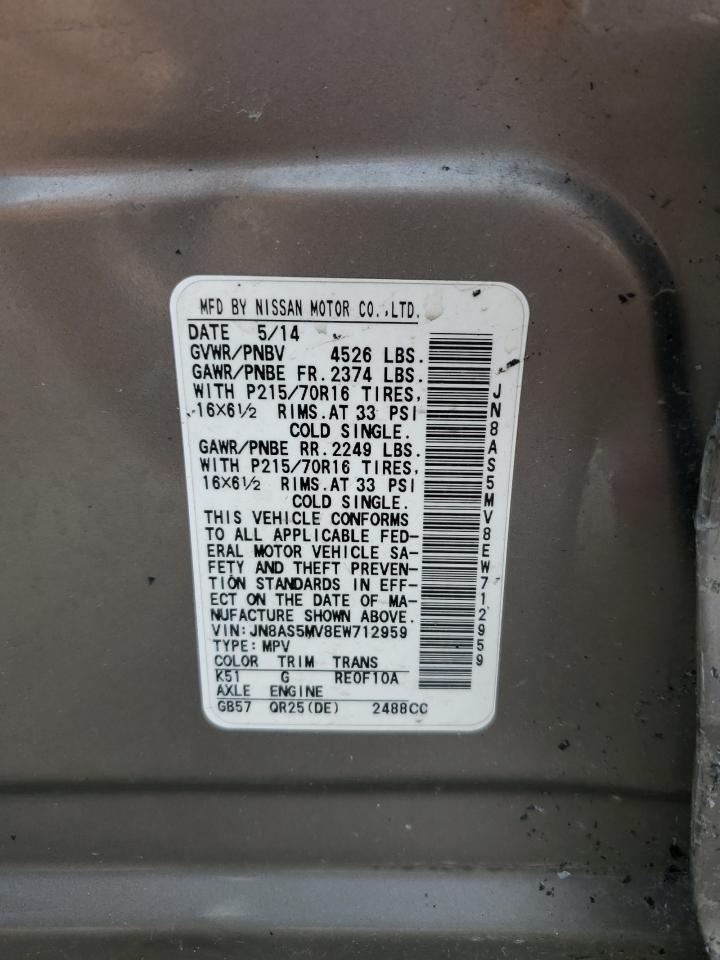 MFD BY NISSAN MOTOR CO.,LTD.
DATE 5/14
GVWR/PNBV 4526 LBS.
GAWR/PNBE FR. 2374 LBS.
WITH P215/70R16 TIRES,
16X6½ RIMS. AT 33 PSI
COLD SINGLE.
GAWR/PNBE RR. 2249 LBS.
WITH P215/70R16 TIRES,
16X6½ RIMS. AT 33 PSI
COLD SINGLE.
THIS VEHICLE CONFORMS
TO ALL APPLICABLE FED-
ERAL MOTOR VEHICLE SA-
FETY AND THEFT PREVEN-
TION STANDARDS IN EFF-
ECT ON THE DATE OF MA-
NUFACTURE SHOWN ABOVE.
VIN:JN8AS5MV8EW712959
TYPE:MPV
COLOR TRIM TRANS
K51 G RE0F10A
AXLE ENGINE
GB57 QR25(DE) 2488CC
JN8AS5MV8EW712959